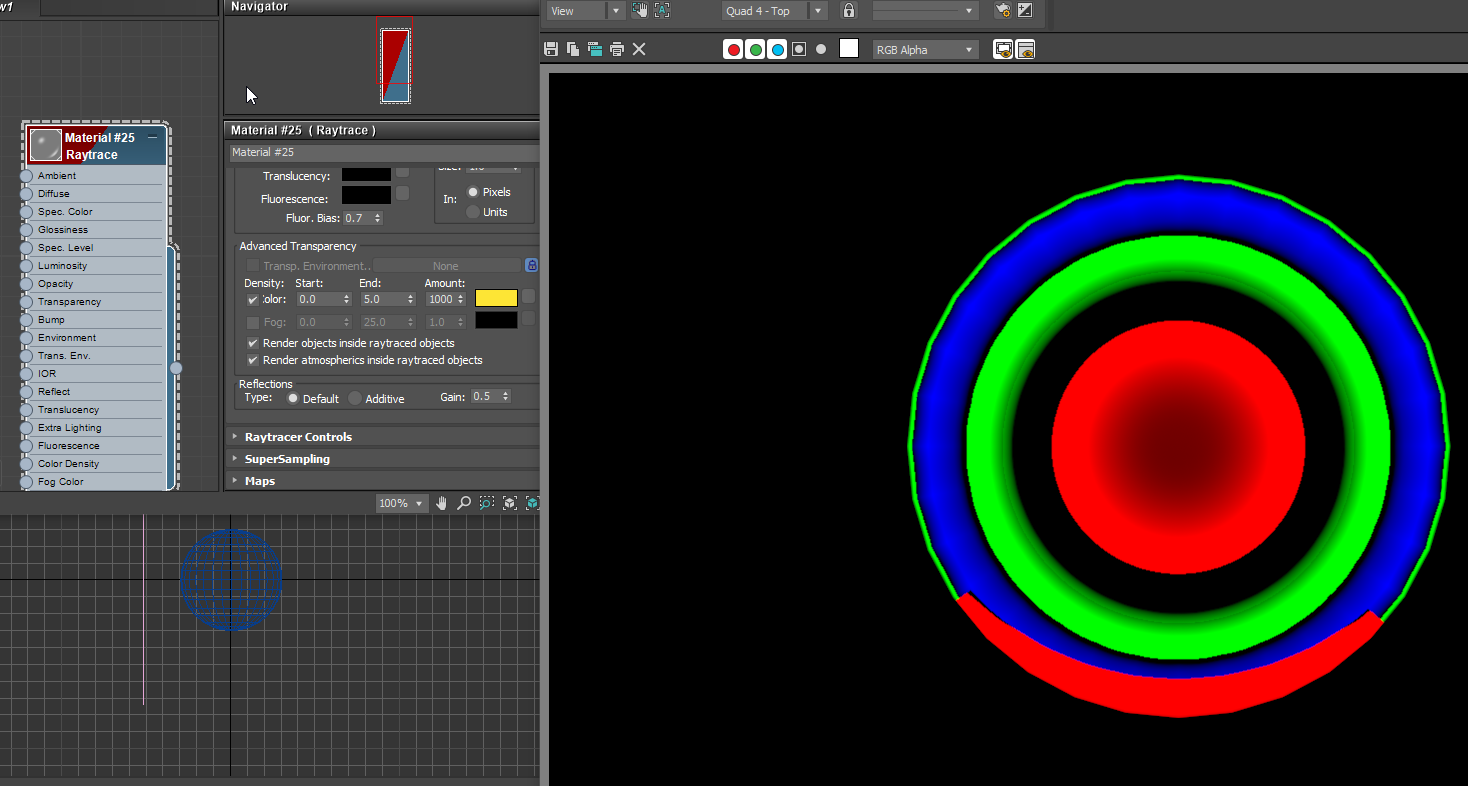 w1
Navigator
View
Quad 4 - Top
RGB Alpha
Material #25
Raytrace
Ambient
Diffuse
Spec. Color
Glossiness
Spec. Level
Luminosity
Opacity
Transparency
Bump
Environment
Trans. Env.
IOR
Reflect
Translucency
Extra Lighting
Fluorescence
Color Density
Fog Color
Material #25 ( Raytrace )
Material #25
Translucency:
Fluorescence:
Fluor. Bias: 0.7
In: Pixels
Units
Advanced Transparency
Transp. Environment.. None
Density: Start: End: Amount:
:olor: 0.0 5.0 1000
Fog: 0.0 25.0 1.0
Render objects inside raytraced objects
Render atmospherics inside raytraced objects
Reflections
Type: Default Additive Gain: 0.5
Raytracer Controls
SuperSampling
Maps
100%